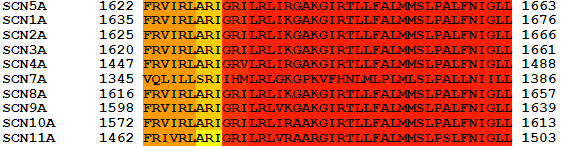 SCN5A 1622 FRVIRLARIGRILRLIRGAKGIRTLLFALMMSLPALFNIGLL 1663
SCN1A 1635 FRVIRLARIGRILRLIKGAKGIRTLLFALMMSLPALFNIGLL 1676
SCN2A 1625 FRVIRLARIGRILRLIKGAKGIRTLLFALMMSLPALFNIGLL 1666
SCN3A 1620 FRVIRLARIGRILRLIKGAKGIRTLLFALMMSLPALFNIGLL 1661
SCN4A 1447 FRVIRLARIGRVLRLIRGAKGIRTLLFALMMSLPALFNIGLL 1488
SCN7A 1345 VQLILLSRIIHMLRLGKGPKVFHNLMLPLMLSLPALLNIILL 1386
SCN8A 1616 FRVIRLARIGRILRLIKGAKGIRTLLFALMMSLPALFNIGLL 1657
SCN9A 1598 FRVIRLARIGRILRLVKGAKGIRTLLFALMMSLPALFNIGLL 1639
SCN10A 1572 FRVIRLARIGRILRLIRAAKGIRTLLFALMMSLPALFNIGLL 1613
SCN11A 1462 FRIVRLARIGRILRLVRAARGIRTLLFALMMSLPSLFNIGLL 1503